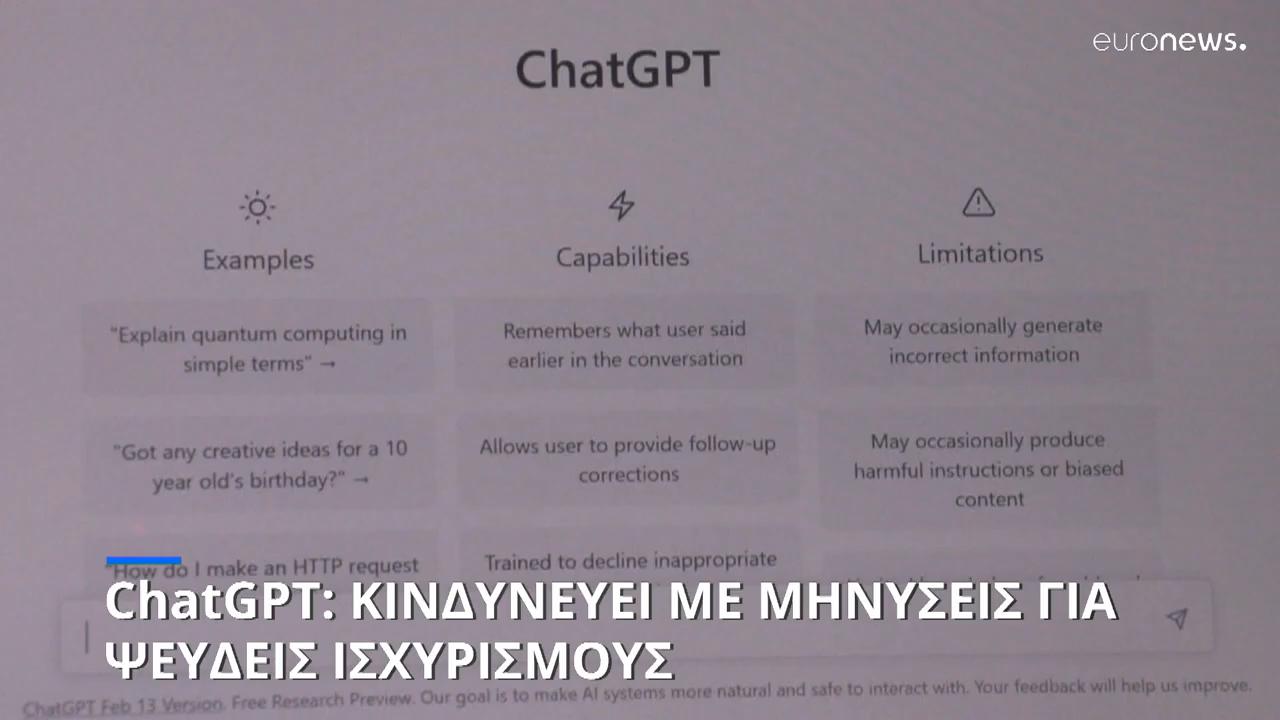 euronews.
ChatGPT
Examples
"Explain quantum computing in
simple terms" →
"Got any creative ideas for a 10
year old's birthday?" →
"How do I make an HTTP request
Capabilities
Remembers what user said
earlier in the conversation
Allows user to provide follow-up
corrections
Trained to decline inappropriate
Limitations
May occasionally generate
incorrect information
May occasionally produce
harmful instructions or biased
content
ChatGPT: ΚΙΝΔΥΝΕΥΕΙ ΜΕ ΜΗΝΥΣΕΙΣ ΓΙΑ
ΨΕΥΔΕΙΣ ΙΣΧΥΡΙΣΜΟΥΣ
ChatGPT Feb 13 Version. Free Research Preview. Our goal is to make AI systems more natural and safe to interact with. Your feedback will help us improve.